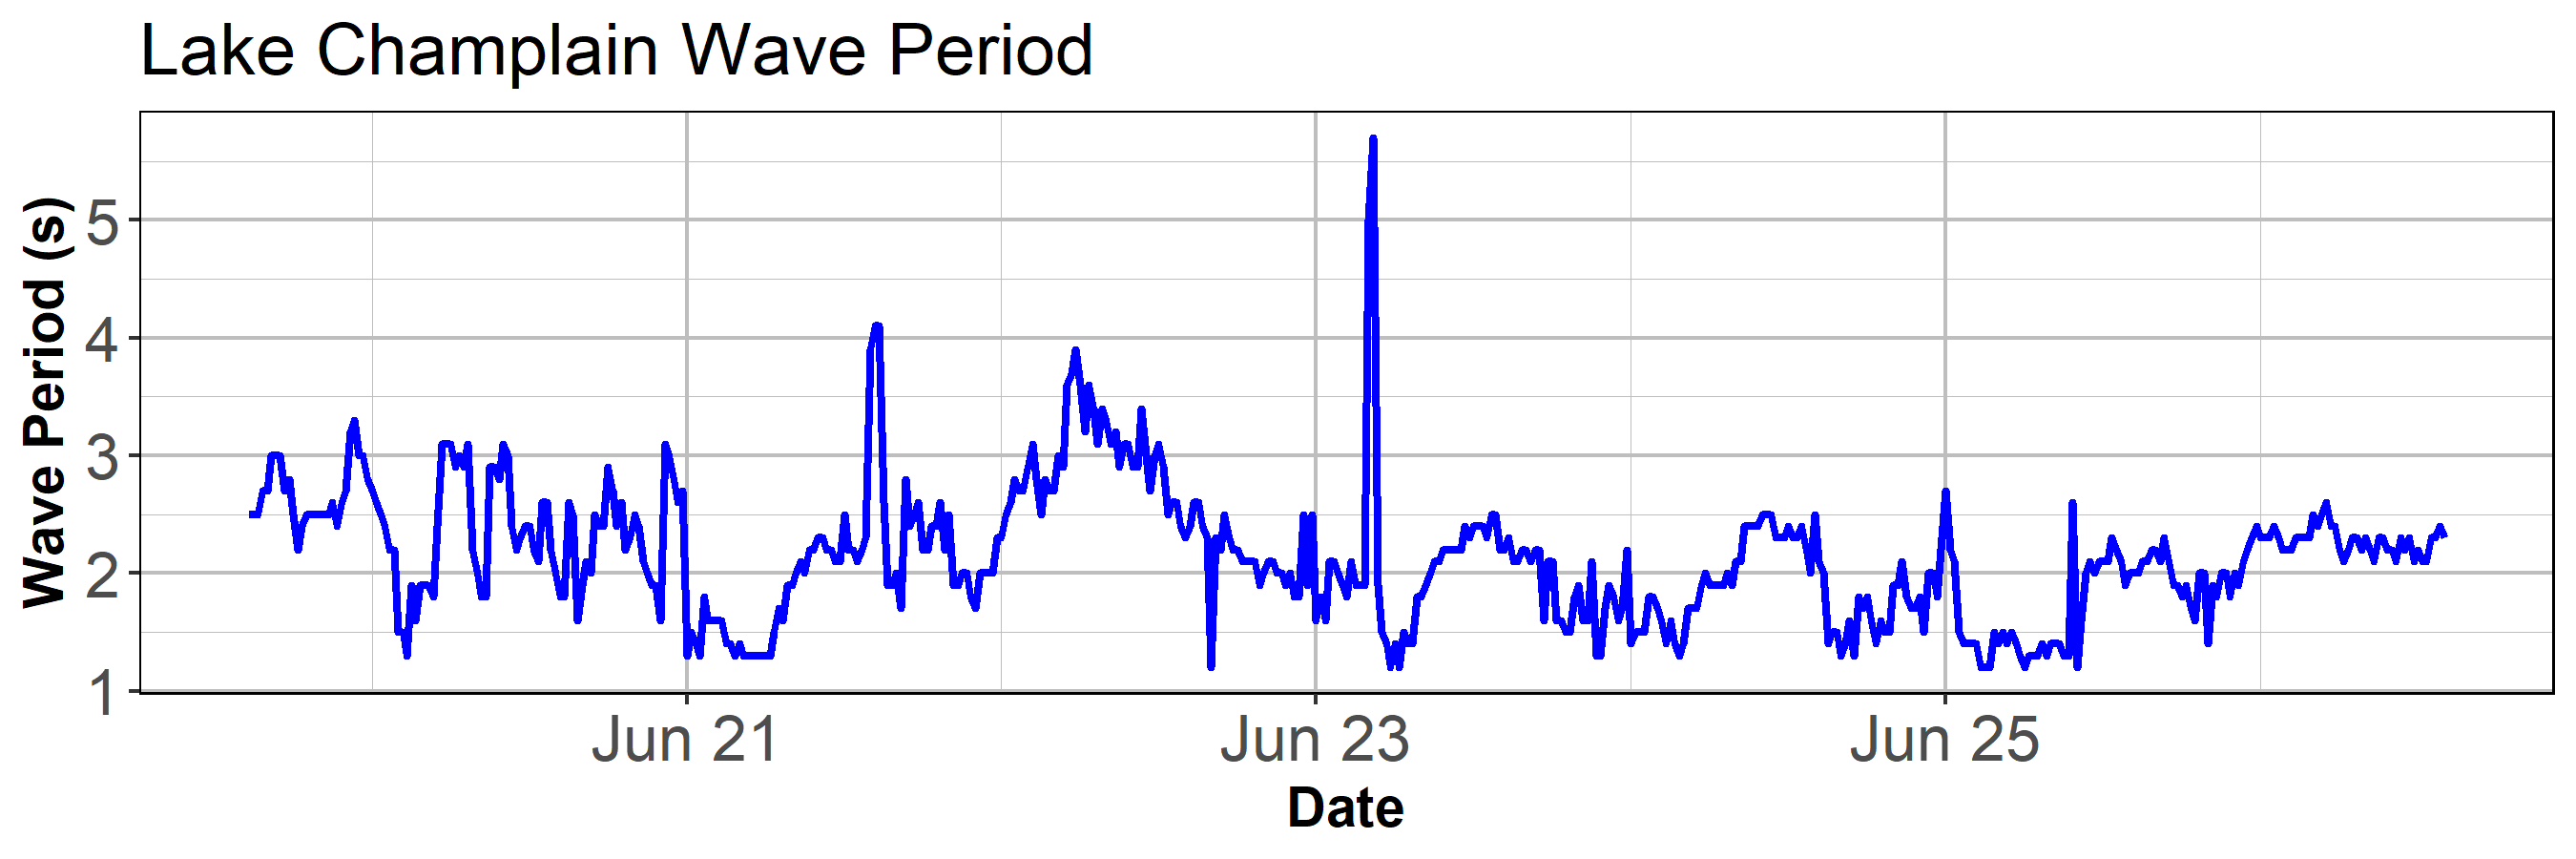 Lake Champlain Wave Period
Wave Period (s)
5
4
3
2
1
Jun 21
Jun 23
Jun 25
Date